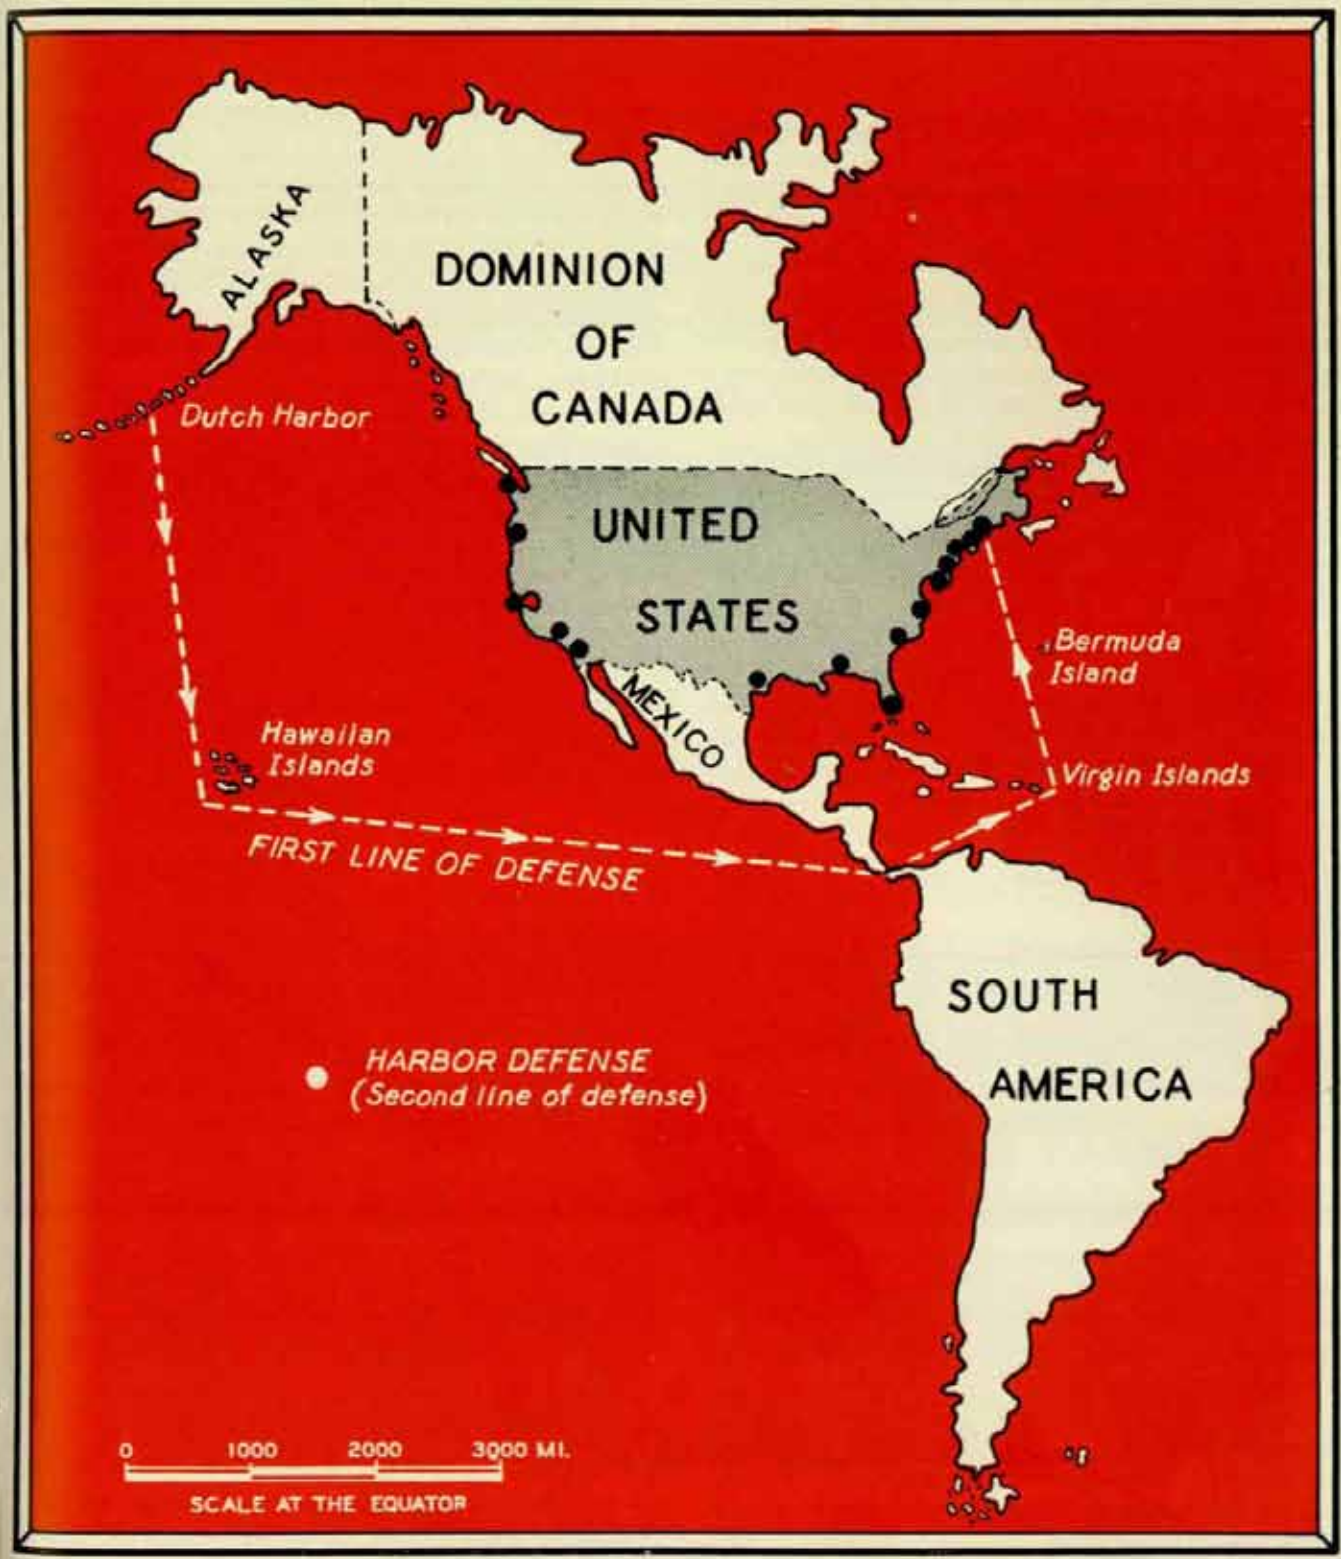 ALASKA
DOMINION
OF
CANADA
Dutch Harbor
UNITED
STATES
MEXICO
Bermuda
Island
Hawaiian
Islands
Virgin Islands
FIRST LINE OF DEFENSE
SOUTH
AMERICA
HARBOR DEFENSE
(Second line of defense)
0 1000 2000 3000 MI.
SCALE AT THE EQUATOR